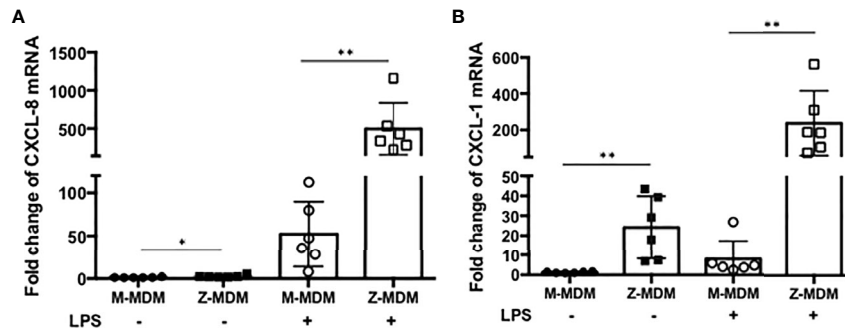 A
Fold change of CXCL-8 mRNA
1500
1000
500
100
50
0
*
**
M-MDM Z-MDM M-MDM Z-MDM
LPS - - + +
B
Fold change of CXCL-1 mRNA
600
400
200
50
40
30
20
10
0
**
**
M-MDM Z-MDM M-MDM Z-MDM
- - + +